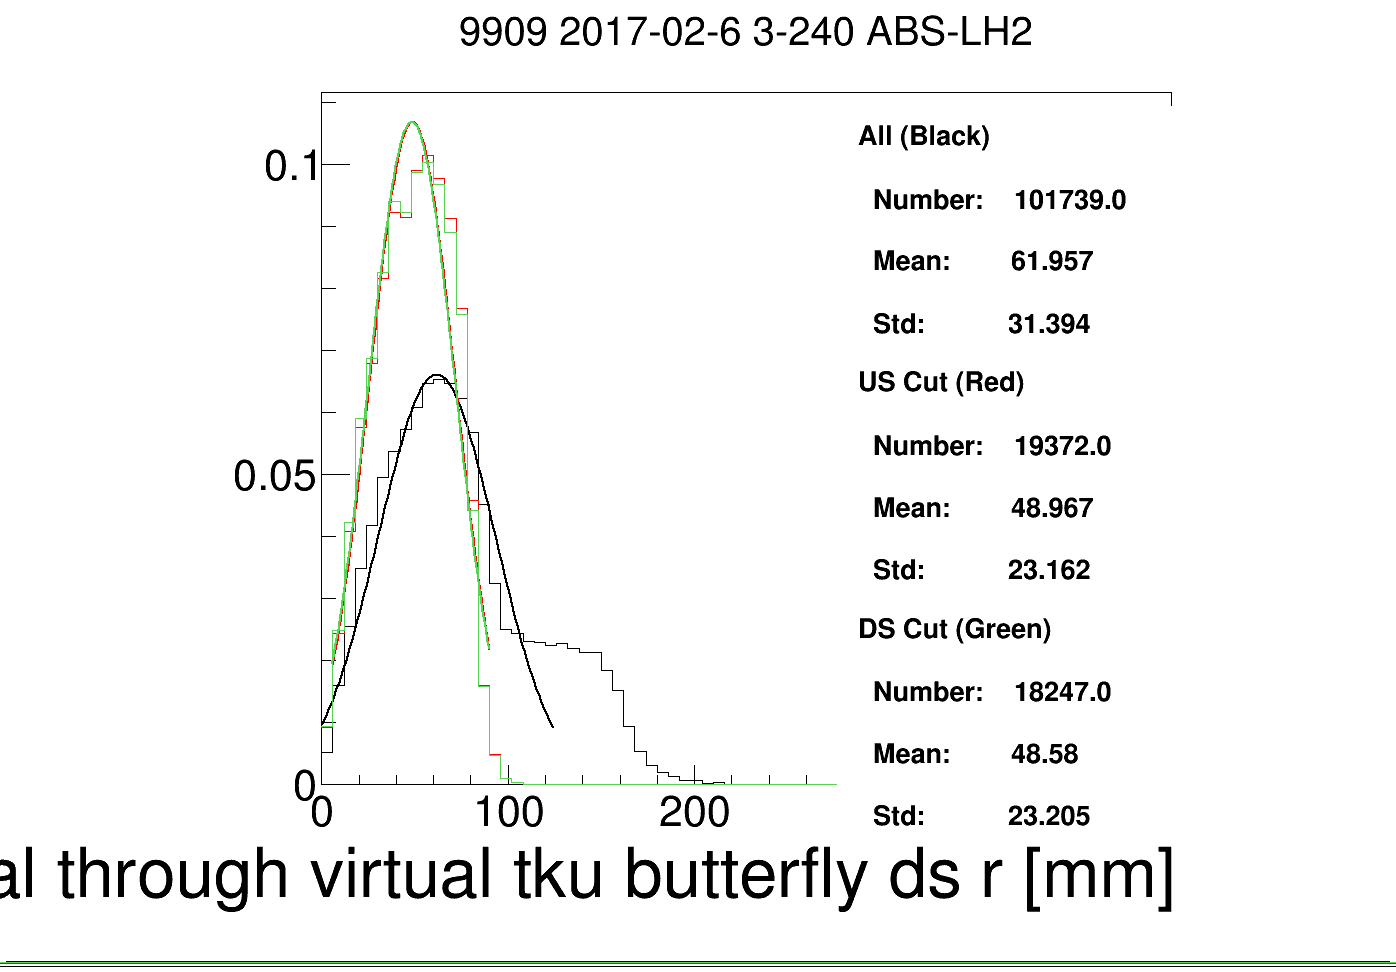 9909 2017-02-6 3-240 ABS-LH2
0.1
0.05
0
0 100 200
All (Black)
Number: 101739.0
Mean: 61.957
Std: 31.394
US Cut (Red)
Number: 19372.0
Mean: 48.967
Std: 23.162
DS Cut (Green)
Number: 18247.0
Mean: 48.58
Std: 23.205
al through virtual tku butterfly ds r [mm]